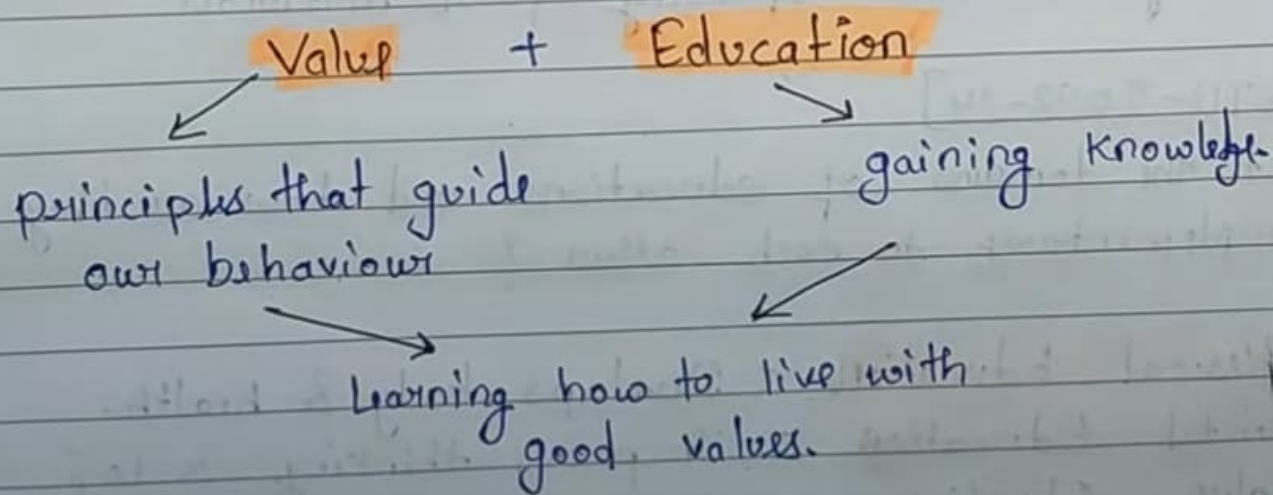 Value + Education
principles that guide gaining knowledge.
our behaviour
Learning how to live with
good values.